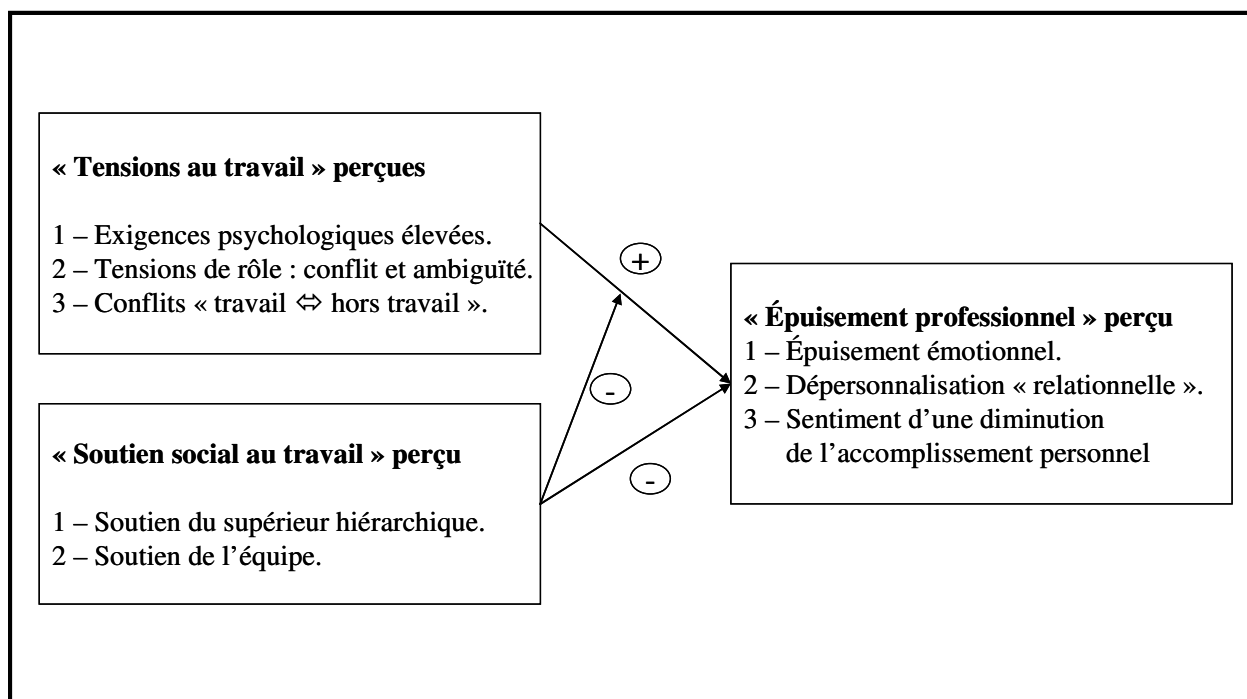 « Tensions au travail » perçues
1 – Exigences psychologiques élevées.
2 – Tensions de rôle : conflit et ambiguïté.
3 – Conflits « travail ⇔ hors travail ».
+
« Épuisement professionnel » perçu
1 – Épuisement émotionnel.
2 – Dépersonnalisation « relationnelle ».
3 – Sentiment d’une diminution
de l’accomplissement personnel
-
« Soutien social au travail » perçu
-
1 – Soutien du supérieur hiérarchique.
2 – Soutien de l’équipe.